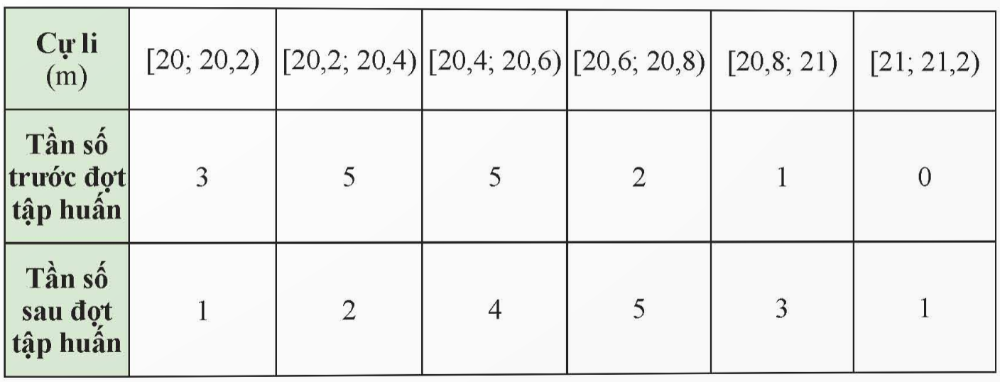 Cự li
(m)
[20; 20,2) [20,2; 20,4) [20,4; 20,6) [20,6; 20,8) [20,8; 21) [21; 21,2)
Tần số
trước đợt
tập huấn
3 5 5 2 1 0
Tần số
sau đợt
tập huấn
1 2 4 5 3 1